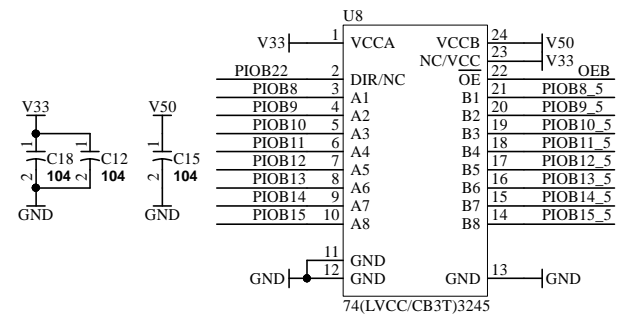 U8
V33 1 VCCA VCCB 24 V50
NC/VCC 23 V33
PIOB22 2 DIR/NC OE 22 OEB
PIOB8 3 A1 B1 21 PIOB8_5
PIOB9 4 A2 B2 20 PIOB9_5
PIOB10 5 A3 B3 19 PIOB10_5
PIOB11 6 A4 B4 18 PIOB11_5
PIOB12 7 A5 B5 17 PIOB12_5
PIOB13 8 A6 B6 16 PIOB13_5
PIOB14 9 A7 B7 15 PIOB14_5
PIOB15 10 A8 B8 14 PIOB15_5
11 GND
GND 12 GND GND 13 GND
74(LVCC/CB3T)3245
V33
1 C18 104 2
1 C12 104 2
GND
V50
1 C15 104 2
GND